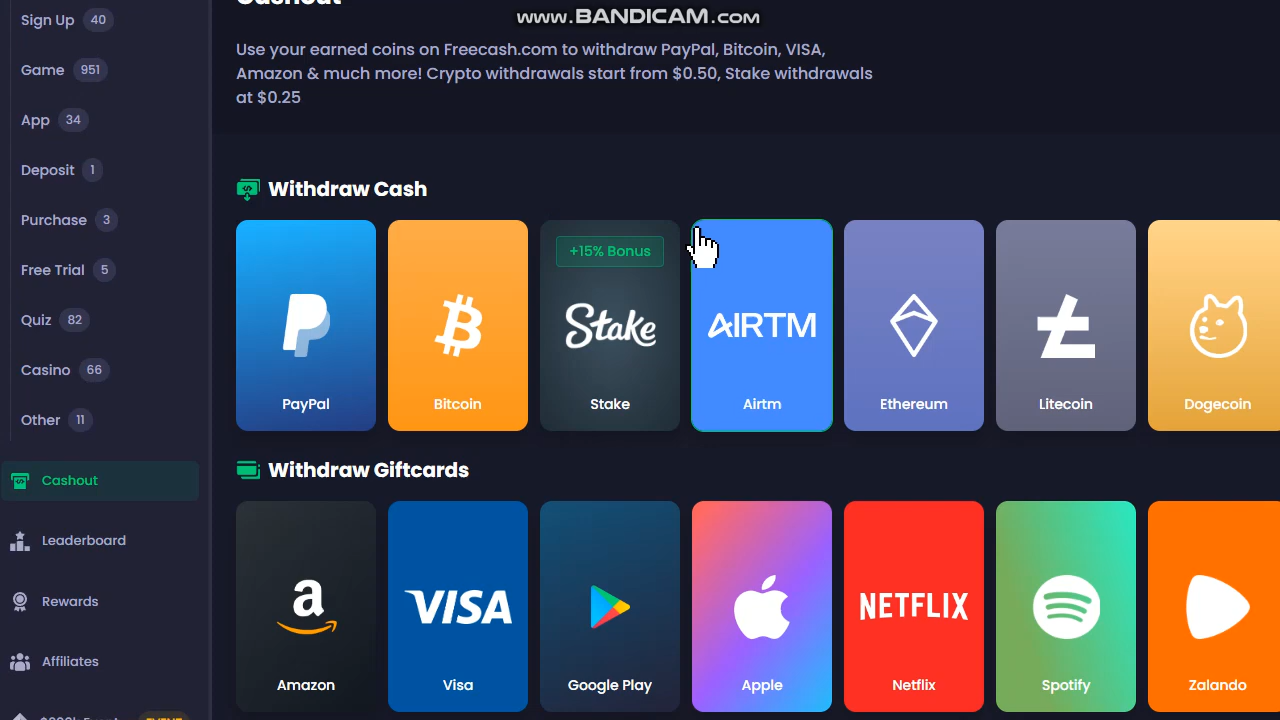 www.BANDICAM.com
Cashout
Use your earned coins on Freecash.com to withdraw PayPal, Bitcoin, VISA,
Amazon & much more! Crypto withdrawals start from $0.50, Stake withdrawals
at $0.25
Sign Up 40
Game 951
App 34
Deposit 1
Purchase 3
Free Trial 5
Quiz 82
Casino 66
Other 11
Cashout
Leaderboard
Rewards
Affiliates
Withdraw Cash
+15% Bonus
Stake
AIRTM
PayPal
Bitcoin
Stake
Airtm
Ethereum
Litecoin
Dogecoin
Withdraw Giftcards
VISA
NETFLIX
Amazon
Visa
Google Play
Apple
Netflix
Spotify
Zalando